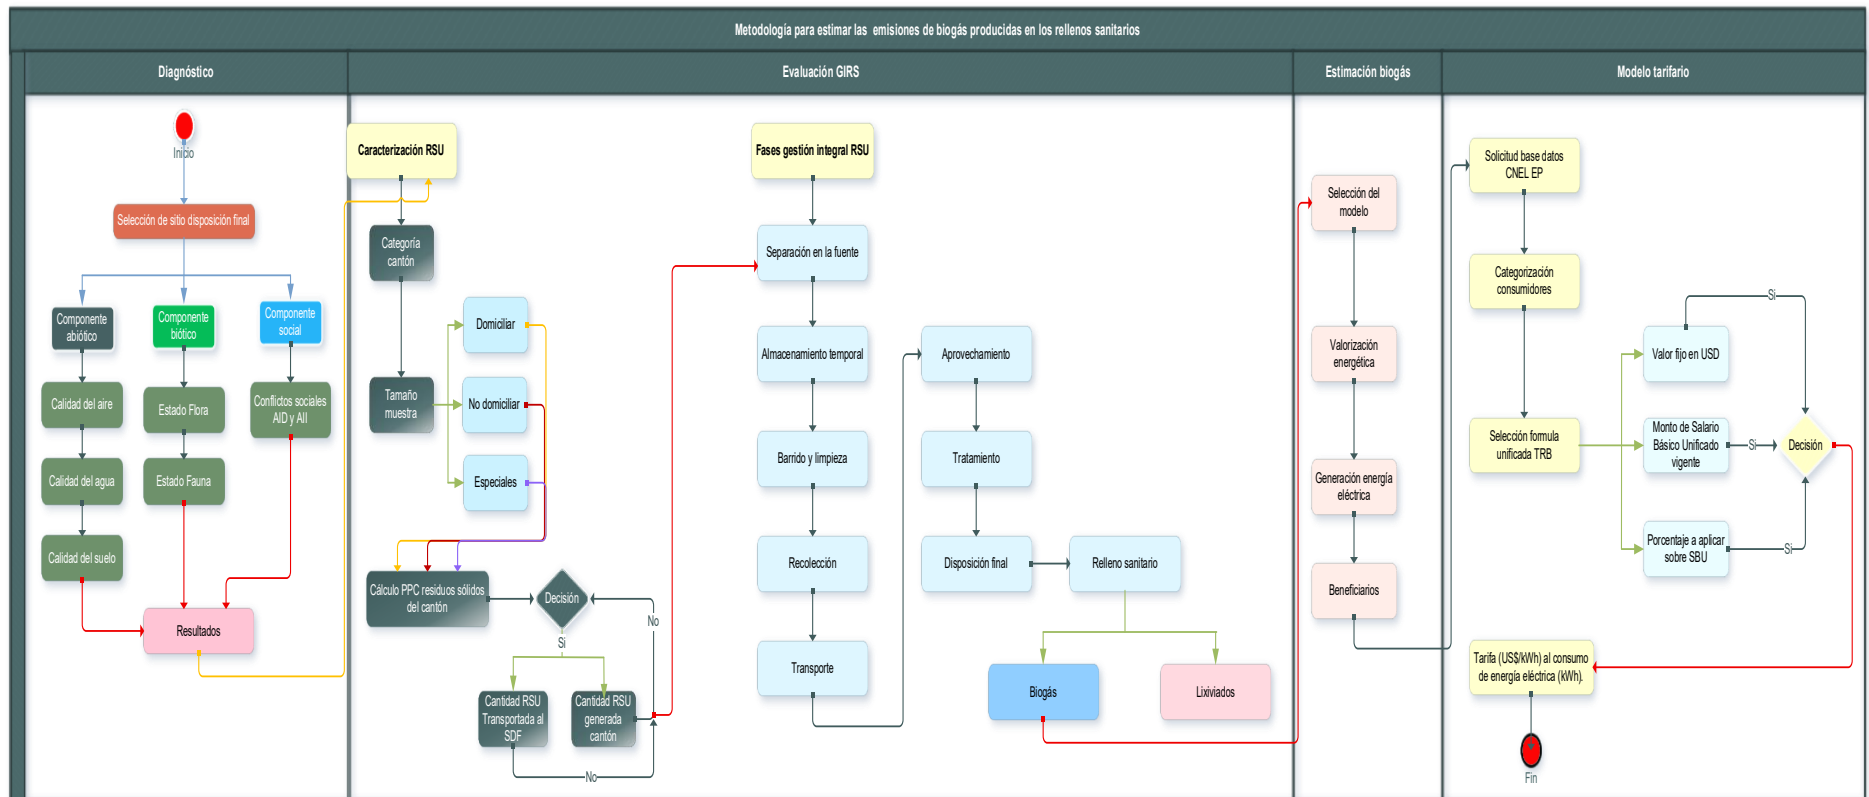 Metodología para estimar las emisiones de biogás producidas en los rellenos sanitarios
Diagnóstico
Evaluación GIRS
Estimación biogás
Modelo tarifario
Inicio
Selección de sitio disposición final
Componente
abiótico
Componente
biótico
Componente
social
Calidad del aire
Estado Flora
Conflictos sociales
AID y AII
Calidad del agua
Estado Fauna
Calidad del suelo
Resultados
Caracterización RSU
Categoría
cantón
Tamaño
muestra
Domiciliar
No domiciliar
Especiales
Cálculo PPC residuos sólidos
del cantón
Decisión
No
Si
Cantidad RSU
Transportada al
SDF
Cantidad RSU
generada
cantón
No
Fases gestión integral RSU
Separación en la fuente
Almacenamiento temporal
Barrido y limpieza
Recolección
Transporte
Aprovechamiento
Tratamiento
Disposición final
Relleno sanitario
Biogás
Lixiviados
Selección del
modelo
Valorización
energética
Generación energía
eléctrica
Beneficiarios
Solicitud base datos
CNEL EP
Categorización
consumidores
Selección formula
unificada TRB
Si
Valor fijo en USD
Monto de Salario
Básico Unificado
vigente
Si
Decisión
Porcentaje a aplicar
sobre SBU
Si
Tarifa (US$/kWh) al consumo
de energía eléctrica (kWh).
Fin